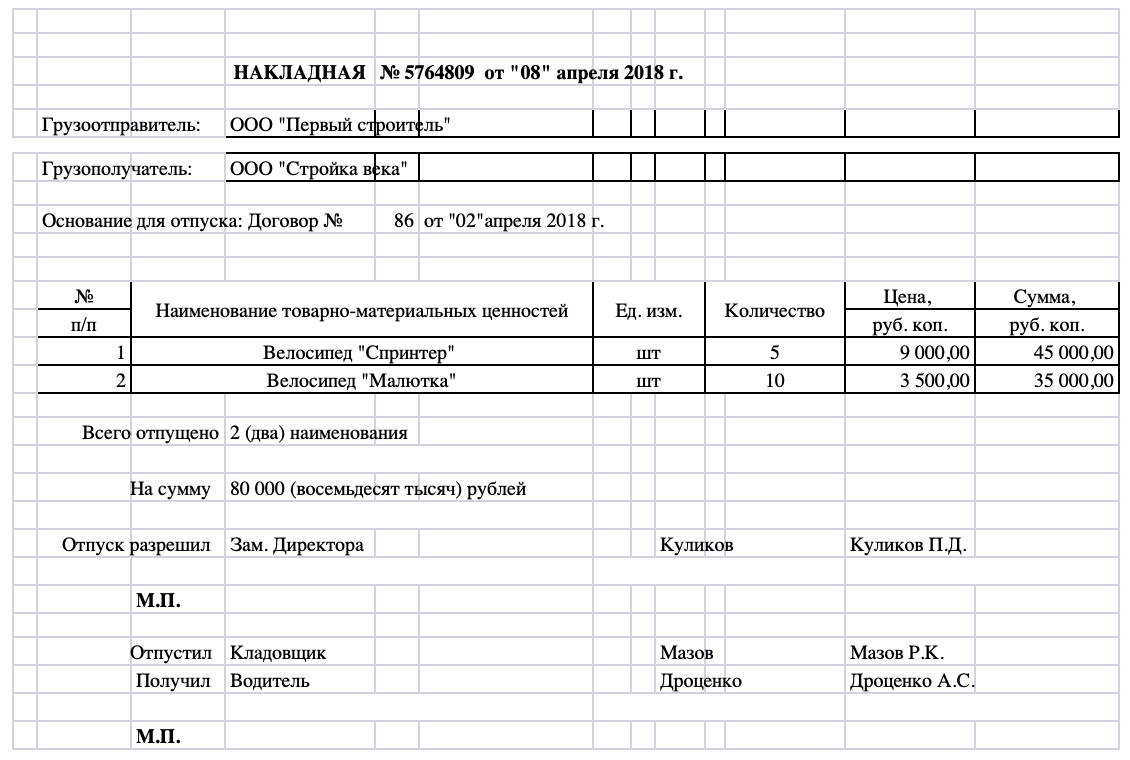 НАКЛАДНАЯ № 5764809 от "08" апреля 2018 г.
Грузоотправитель: ООО "Первый строитель"
Грузополучатель: ООО "Стройка века"
Основание для отпуска: Договор № 86 от "02"апреля 2018 г.
№ п/п Наименование товарно-материальных ценностей Ед. изм. Количество Цена, руб. коп. Сумма, руб. коп.
1 Велосипед "Спринтер" шт 5 9 000,00 45 000,00
2 Велосипед "Малютка" шт 10 3 500,00 35 000,00
Всего отпущено 2 (два) наименования
На сумму 80 000 (восемьдесят тысяч) рублей
Отпуск разрешил Зам. Директора Куликов Куликов П.Д.
М.П.
Отпустил Кладовщик Мазов Мазов Р.К.
Получил Водитель Дроценко Дроценко А.С.
М.П.